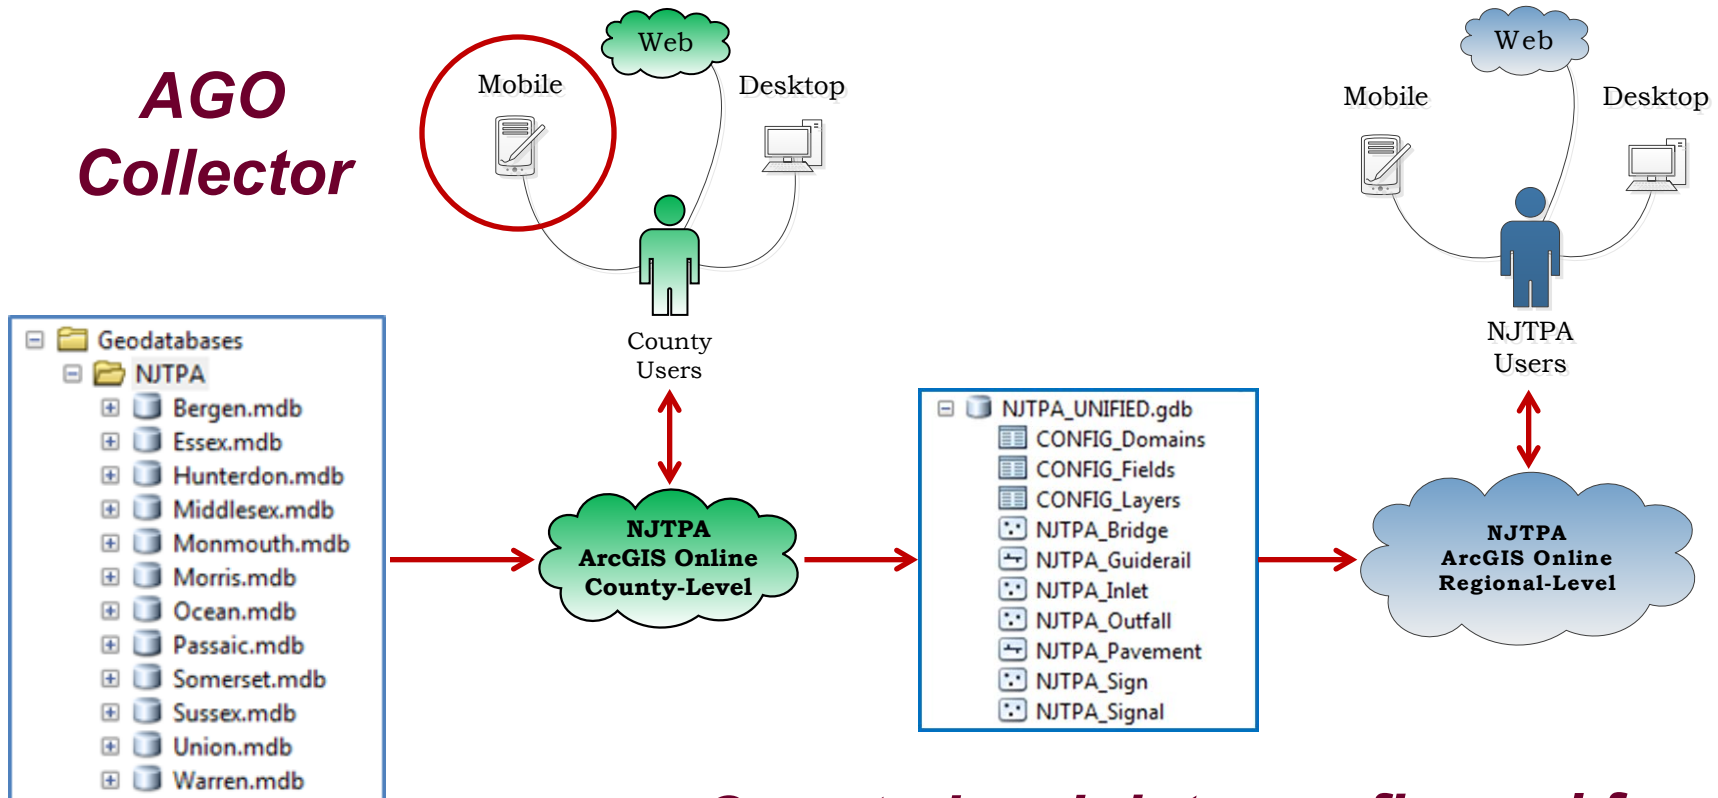 AGO
Collector
Mobile
Web
Desktop
County
Users
Mobile
Web
Desktop
NJTPA
Users
Geodatabases
NJTPA
Bergen.mdb
Essex.mdb
Hunterdon.mdb
Middlesex.mdb
Monmouth.mdb
Morris.mdb
Ocean.mdb
Passaic.mdb
Somerset.mdb
Sussex.mdb
Union.mdb
Warren.mdb
NJTPA
ArcGIS Online
County-Level
NJTPA_UNIFIED.gdb
CONFIG_Domains
CONFIG_Fields
CONFIG_Layers
NJTPA_Bridge
NJTPA_Guiderail
NJTPA_Inlet
NJTPA_Outfall
NJTPA_Pavement
NJTPA_Sign
NJTPA_Signal
NJTPA
ArcGIS Online
Regional-Level